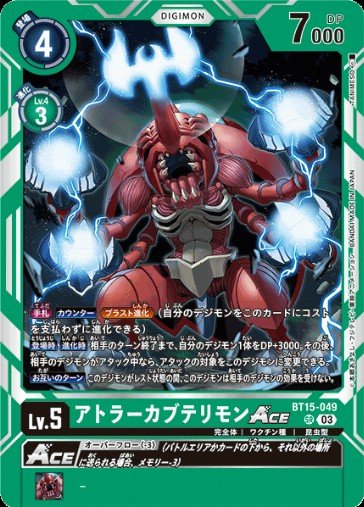 登場
4
DIGIMON
7000
DP
進化
Lv.4
3
手札 カウンター ブラスト進化 (自分のデジモンをこのカードにコスト
を支払わずに進化できる)
登場時 進化時 相手のターン終了まで、自分のデジモン1体をDP+3000。その後、
相手のデジモンがアタック中なら、アタックの対象をこのデジモンに変更できる。
お互いのターン このデジモンがレスト状態の間、このデジモンは相手のデジモンの効果を受けない。
Lv.5
アトラーカブテリモン ACE
BT15-049
SR 03
完全体 ワクチン種 昆虫型
ACE
オーバーフロー《-3》 (バトルエリアかカードの下から、それ以外の場所
に送られる場合、メモリー-3)
-